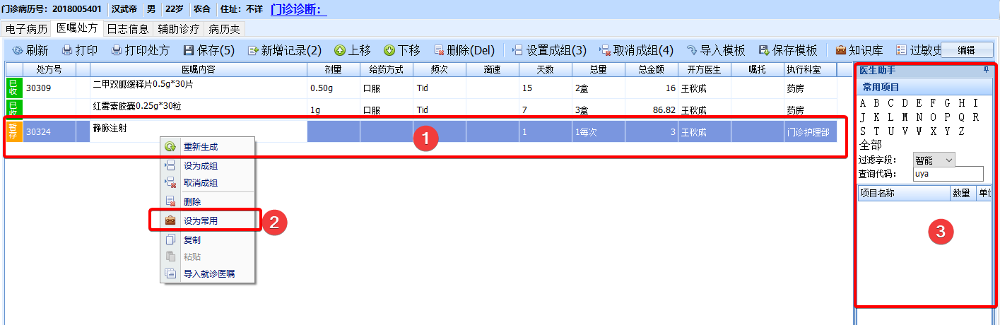 门诊病历号: 2018005401 汉武帝 男 22岁 农合 住址: 不详 门诊诊断:
电子病历 医嘱处方 日志信息 辅助诊疗 病历夹
刷新 打印 打印处方 保存(5) 新增记录(2) 上移 下移 删除(Del) 设置成组(3) 取消成组(4) 导入模板 保存模板 知识库 过敏史 编辑
处方号 医嘱内容 剂量 给药方式 频次 滴速 天数 总量 总金额 开方医生 嘱托 执行科室
已收 30309 二甲双胍缓释片0.5g*30片 0.50g 口服 Tid 15 2盒 16 王秋成 药房
已收 红霉素胶囊0.25g*30粒 1g 口服 Tid 7 3盒 86.82 王秋成 药房
暂存 30324 静脉注射 1 1每次 3 王秋成 门诊护理部
1
重新生成
设为成组
取消成组
删除
设为常用
2
复制
粘贴
导入就诊医嘱
医生助手
常用项目
A B C D E F G H I
J K L M N O P Q R
S T U V W X Y Z
全部
过滤字段: 智能
查询代码: uya
项目名称 数量 单位
3